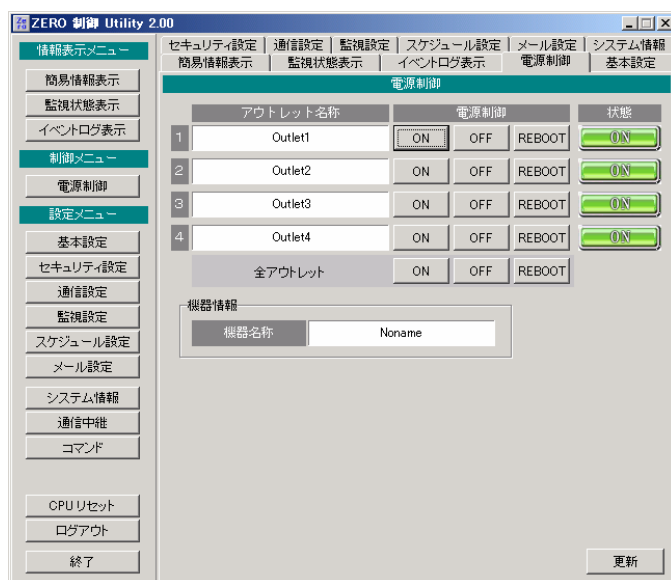 ZERO 制御 Utility 2.00
情報表示メニュー
簡易情報表示
監視状態表示
イベントログ表示
制御メニュー
電源制御
設定メニュー
基本設定
セキュリティ設定
通信設定
監視設定
スケジュール設定
メール設定
システム情報
通信中継
コマンド
CPUリセット
ログアウト
終了
セキュリティ設定 通信設定 監視設定 スケジュール設定 メール設定 システム情報
簡易情報表示 監視状態表示 イベントログ表示 電源制御 基本設定
電源制御
アウトレット名称 電源制御 状態
1 Outlet1 ON OFF REBOOT ON
2 Outlet2 ON OFF REBOOT ON
3 Outlet3 ON OFF REBOOT ON
4 Outlet4 ON OFF REBOOT ON
全アウトレット ON OFF REBOOT
機器情報
機器名称 Noname
更新